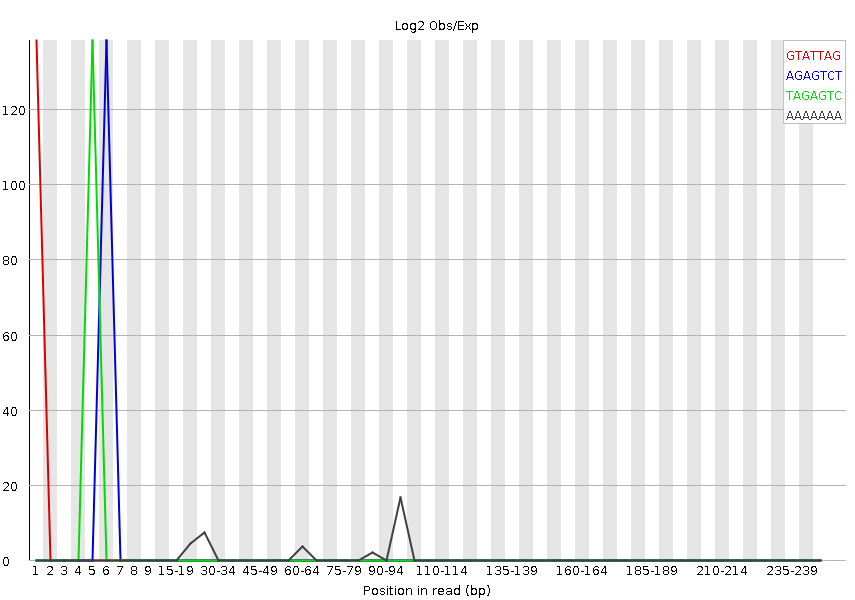 Log2 Obs/Exp
GTATTAG
AGAGTCT
TAGAGTC
AAAAAAA
120
100
80
60
40
20
0
1 2 3 4 5 6 7 8 9 15-19 30-34 45-49 60-64 75-79 90-94 110-114 135-139 160-164 185-189 210-214 235-239
Position in read (bp)